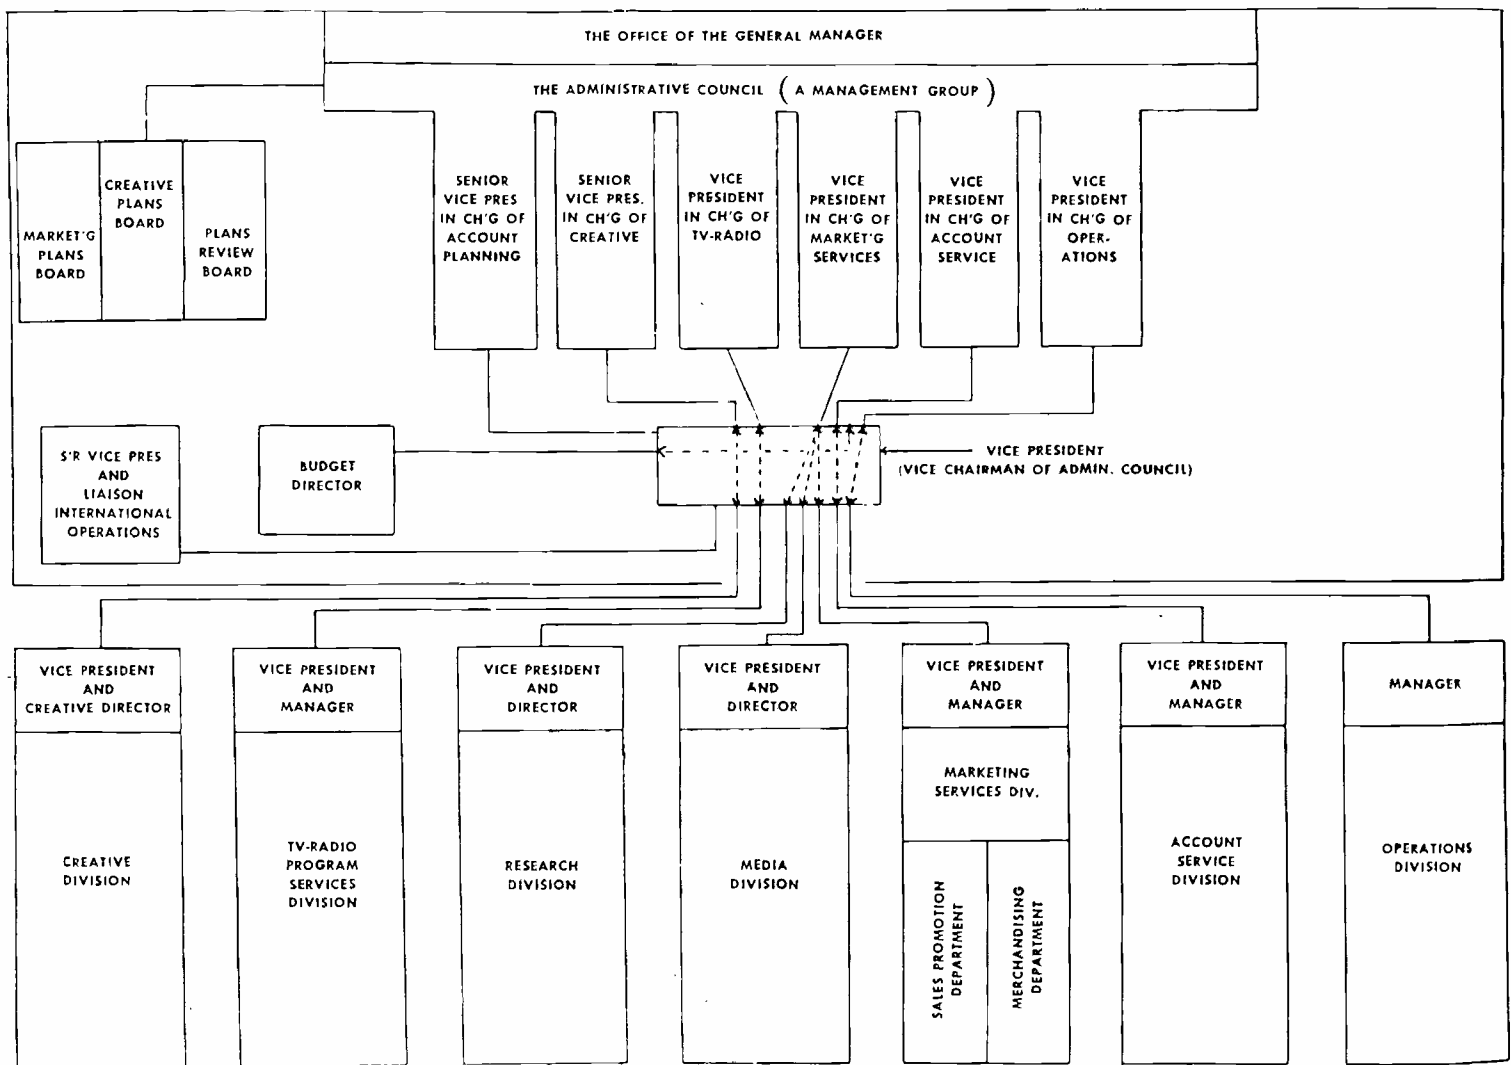 THE OFFICE OF THE GENERAL MANAGER
THE ADMINISTRATIVE COUNCIL ( A MANAGEMENT GROUP )
MARKET'G
PLANS
BOARD
CREATIVE
PLANS
BOARD
PLANS
REVIEW
BOARD
SENIOR
VICE PRES
IN CH'G OF
ACCOUNT
PLANNING
SENIOR
VICE PRES.
IN CH'G OF
CREATIVE
VICE
PRESIDENT
IN CH'G OF
TV-RADIO
VICE
PRESIDENT
IN CH'G OF
MARKET'G
SERVICES
VICE
PRESIDENT
IN CH'G OF
ACCOUNT
SERVICE
VICE
PRESIDENT
IN CH'G OF
OPER-
ATIONS
S'R VICE PRES
AND
LIAISON
INTERNATIONAL
OPERATIONS
BUDGET
DIRECTOR
VICE PRESIDENT
(VICE CHAIRMAN OF ADMIN. COUNCIL)
VICE PRESIDENT
AND
CREATIVE DIRECTOR
CREATIVE
DIVISION
VICE PRESIDENT
AND
MANAGER
TV-RADIO
PROGRAM
SERVICES
DIVISION
VICE PRESIDENT
AND
DIRECTOR
RESEARCH
DIVISION
VICE PRESIDENT
AND
DIRECTOR
MEDIA
DIVISION
VICE PRESIDENT
AND
MANAGER
MARKETING
SERVICES DIV.
SALES PROMOTION
DEPARTMENT
MERCHANDISING
DEPARTMENT
VICE PRESIDENT
AND
MANAGER
ACCOUNT
SERVICE
DIVISION
MANAGER
OPERATIONS
DIVISION